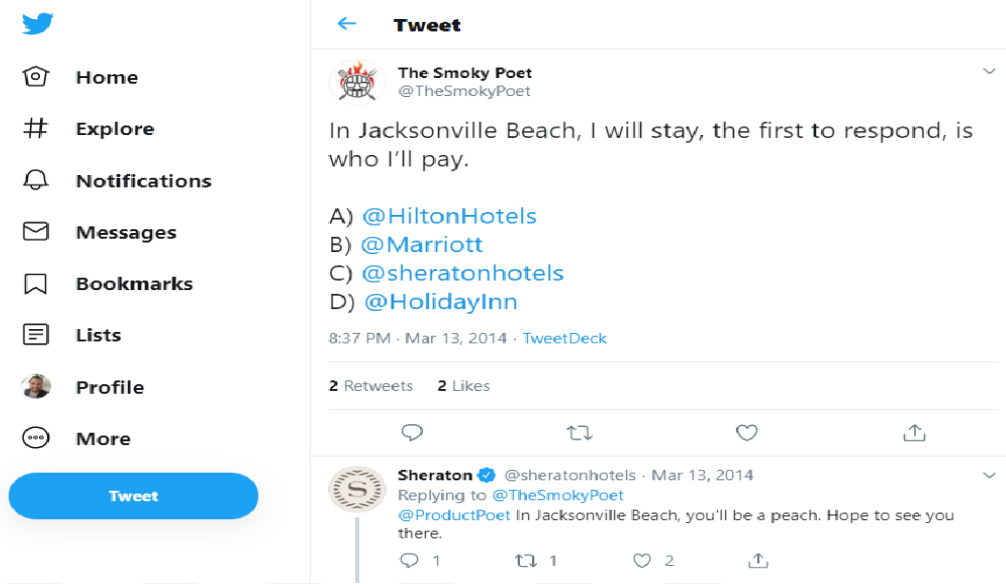 Tweet
Home
Explore
Notifications
Messages
Bookmarks
Lists
Profile
More
Tweet
The Smoky Poet
@TheSmokyPoet
In Jacksonville Beach, I will stay, the first to respond, is
who I'll pay.
A) @HiltonHotels
B) @Marriott
C) @sheratonhotels
D) @HolidayInn
8:37 PM · Mar 13, 2014 · TweetDeck
2 Retweets 2 Likes
Sheraton @sheratonhotels · Mar 13, 2014
Replying to @TheSmokyPoet
@ProductPoet In Jacksonville Beach, you'll be a peach. Hope to see you
there.
1 1 2
S